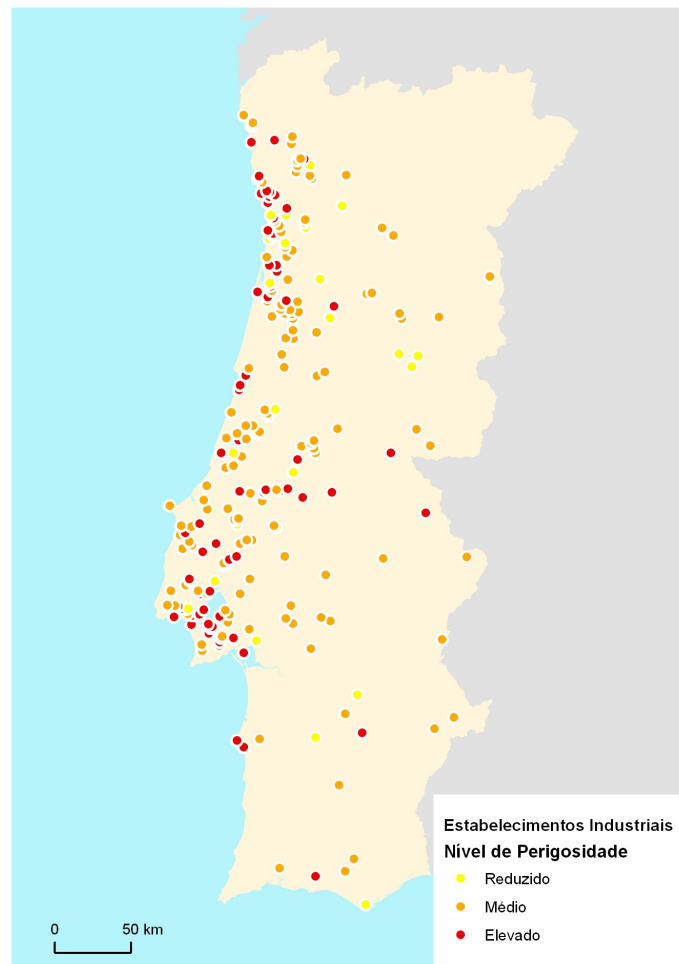 Estabelecimentos Industriais
Nível de Perigosidade
Reduzido
Médio
Elevado
0 50 km